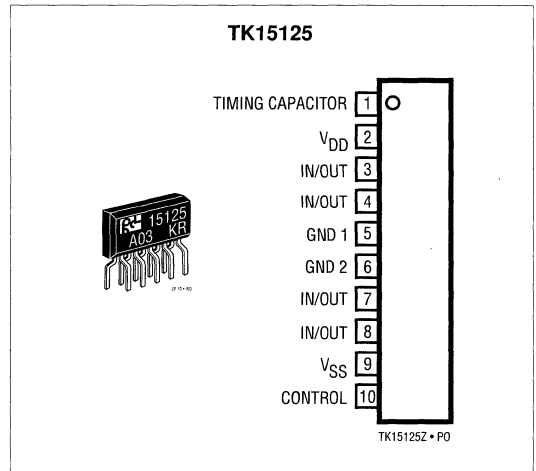 TK15125
TIMING CAPACITOR 1
VDD 2
IN/OUT 3
IN/OUT 4
GND 1 5
GND 2 6
IN/OUT 7
IN/OUT 8
VSS 9
CONTROL 10
15125
A03 KR
TK15125Z • PO